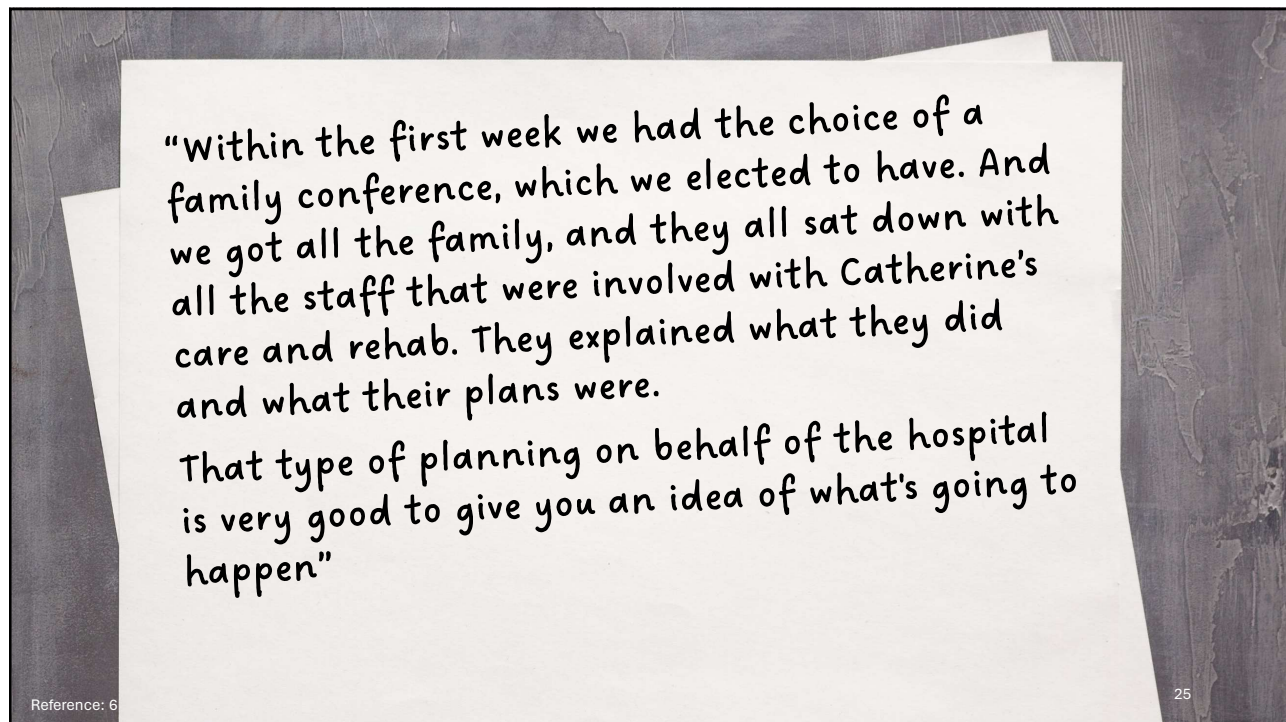 “Within the first week we had the choice of a
family conference, which we elected to have. And
we got all the family, and they all sat down with
all the staff that were involved with Catherine’s
care and rehab. They explained what they did
and what their plans were.
That type of planning on behalf of the hospital
is very good to give you an idea of what's going to
happen”
Reference: 6
25